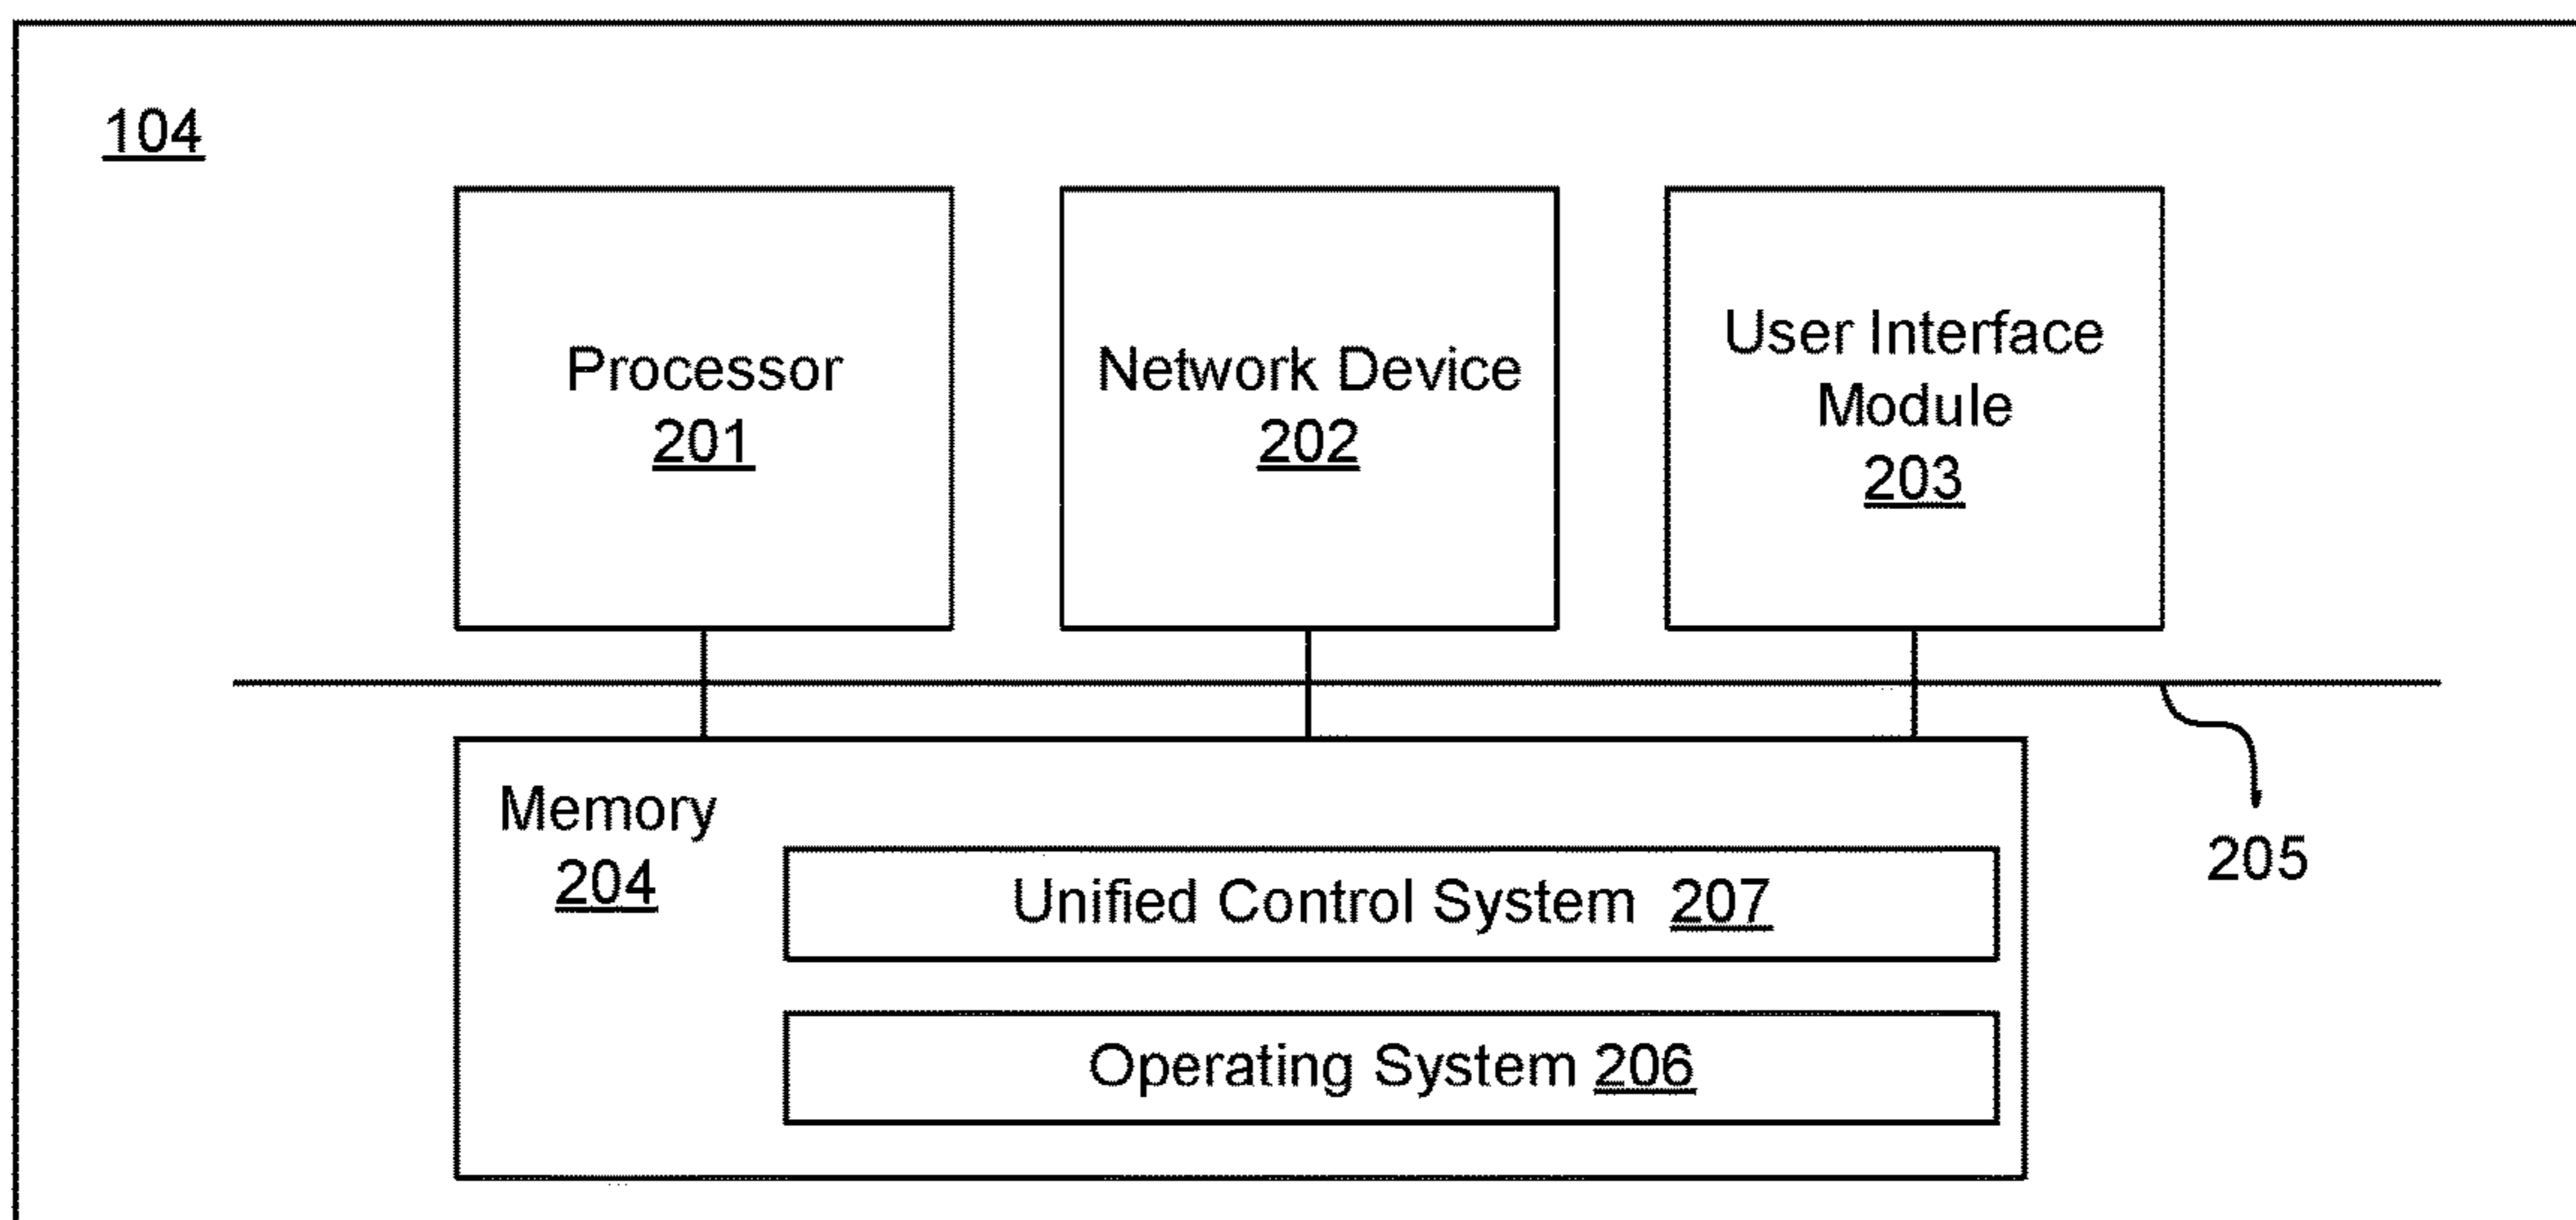 104
Processor
201
Network Device
202
User Interface
Module
203
Memory
204
205
Unified Control System 207
Operating System 206